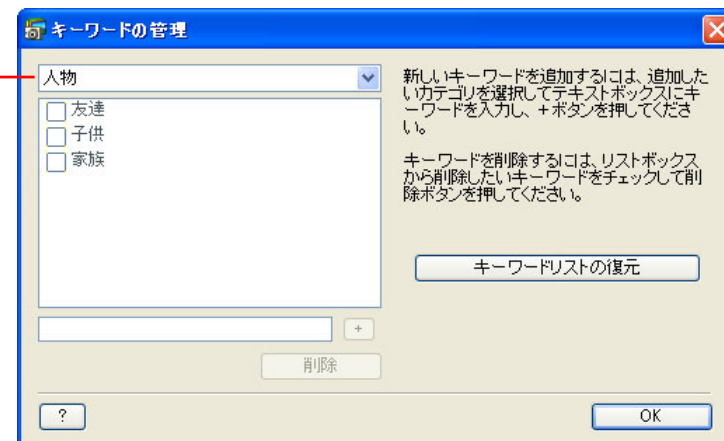 キーワードの管理
人物
友達
子供
家族
+
削除
新しいキーワードを追加するには、追加した
いカテゴリを選択してテキストボックスにキ
ーワードを入力し、+ボタンを押してくださ
い。
キーワードを削除するには、リストボックス
から削除したいキーワードをチェックして削
除ボタンを押してください。
キーワードリストの復元
?
OK